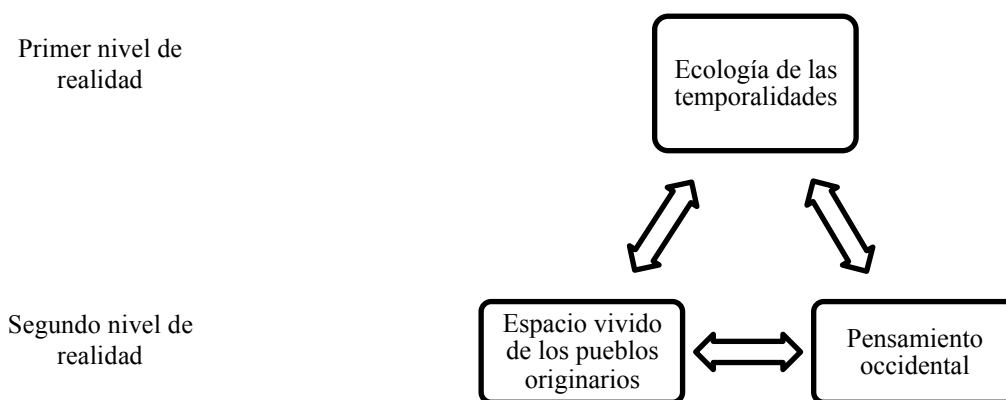 Primer nivel de
realidad
Ecología de las
temporalidades
Segundo nivel de
realidad
Espacio vivido
de los pueblos
originarios
Pensamiento
occidental